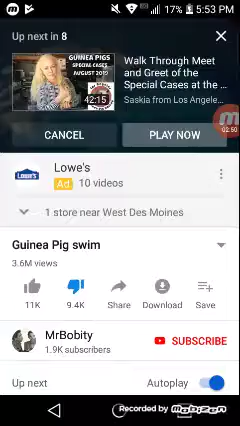 17% 5:53 PM
Up next in 8
GUINEA PIGS
SPECIAL CASES
AUGUST 2019
42:15
Walk Through Meet
and Greet of the
Special Cases at the ...
Saskia from Los Angele...
02:50
CANCEL
PLAY NOW
LOWE'S
Lowe's
Ad 10 videos
1 store near West Des Moines
Guinea Pig swim
3.6M views
11K
9.4K
Share
Download
Save
MrBobity
1.9K subscribers
SUBSCRIBE
Up next
Autoplay
Recorded by mobizen